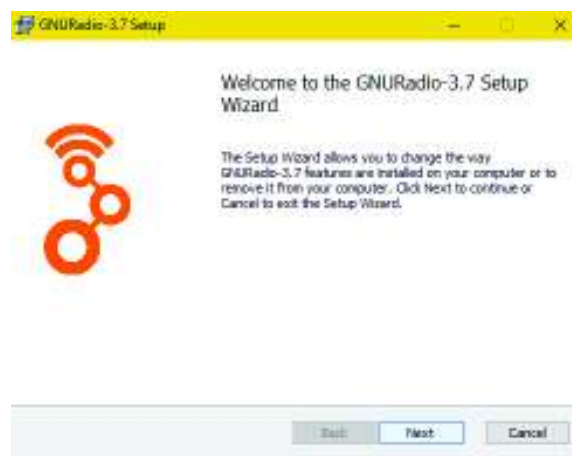 GNURadio-3.7 Setup
Welcome to the GNURadio-3.7 Setup
Wizard
The Setup Wizard allows you to change the way
GNURadio-3.7 features are installed on your computer or to
remove it from your computer. Click Next to continue or
Cancel to exit the Setup Wizard.
Back Next Cancel